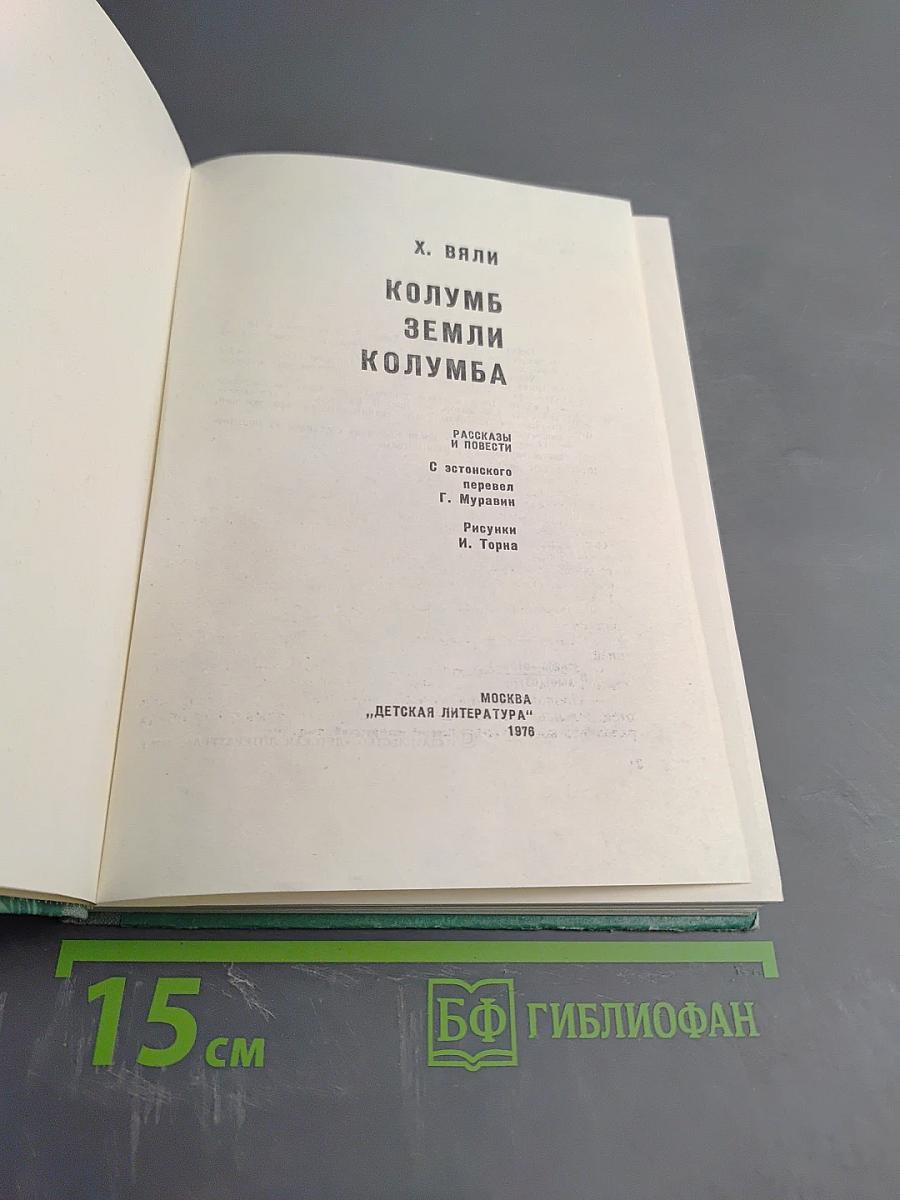 Х. ВЯЛИ
КОЛУМБ
ЗЕМЛИ
КОЛУМБА
РАССКАЗЫ
И ПОВЕСТИ
С эстонского
перевел
Г. Муравин
Рисунки
И. Торна
МОСКВА
„ДЕТСКАЯ ЛИТЕРАТУРА"
1976
15 см
БФ ГИБЛИОФАН